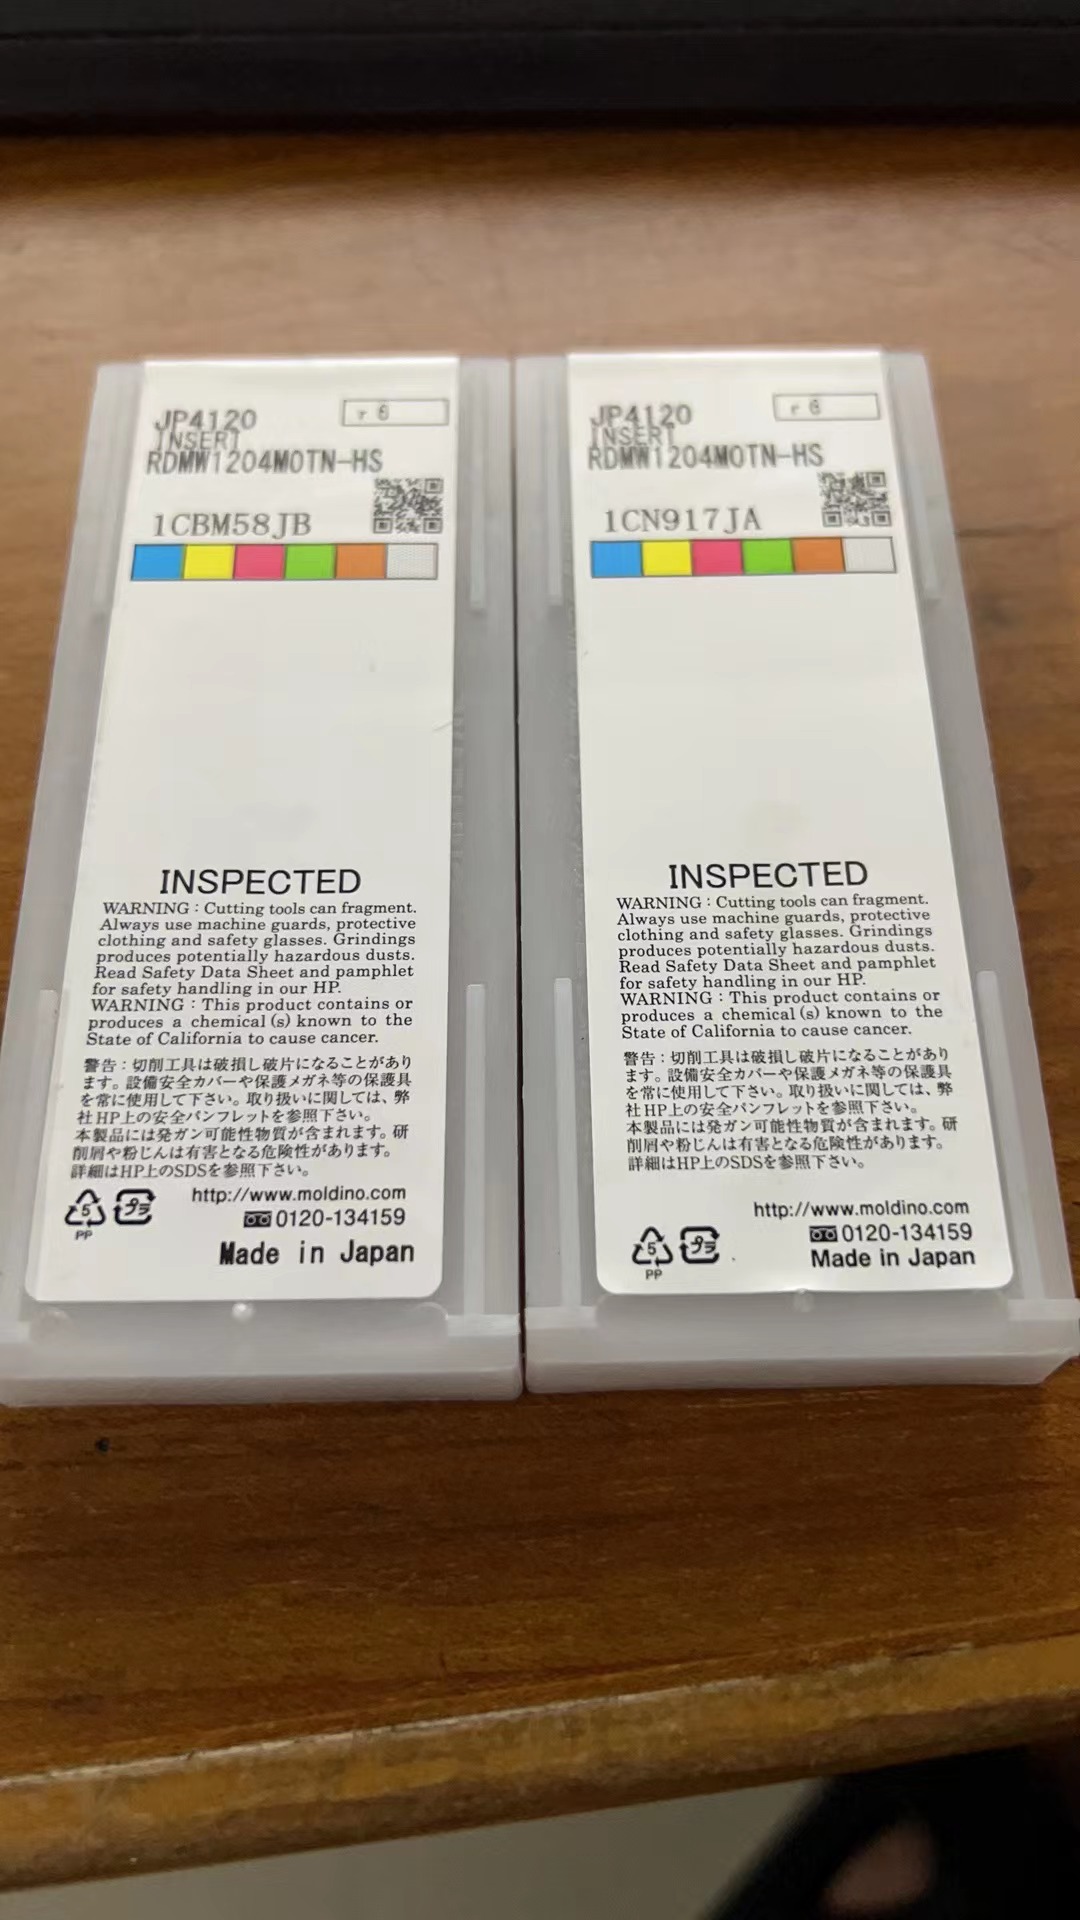 JP4120
r 6
INSERT
RDMW1204M0TN-HS
1CBM58JB
INSPECTED
WARNING : Cutting tools can fragment.
Always use machine guards, protective
clothing and safety glasses. Grindings
produces potentially hazardous dusts.
Read Safety Data Sheet and pamphlet
for safety handling in our HP.
WARNING : This product contains or
produces a chemical (s) known to the
State of California to cause cancer.
警告：切削工具は破損し破片になることがあり
ます。設備安全カバーや保護メガネ等の保護具
を常に使用して下さい。取り扱いに関しては、弊
社HP上の安全パンフレットを参照下さい。
本製品には発ガン可能性物質が含まれます。研
削屑や粉じんは有害となる危険性があります。
詳細はHP上のSDSを参照下さい。
http://www.moldino.com
5
PP
プラ
0120-134159
Made in Japan
JP4120
r 6
INSERT
RDMW1204M0TN-HS
1CN917JA
INSPECTED
WARNING : Cutting tools can fragment.
Always use machine guards, protective
clothing and safety glasses. Grindings
produces potentially hazardous dusts.
Read Safety Data Sheet and pamphlet
for safety handling in our HP.
WARNING : This product contains or
produces a chemical (s) known to the
State of California to cause cancer.
警告：切削工具は破損し破片になることがあり
ます。設備安全カバーや保護メガネ等の保護具
を常に使用して下さい。取り扱いに関しては、弊
社HP上の安全パンフレットを参照下さい。
本製品には発ガン可能性物質が含まれます。研
削屑や粉じんは有害となる危険性があります。
詳細はHP上のSDSを参照下さい。
http://www.moldino.com
5
PP
プラ
0120-134159
Made in Japan